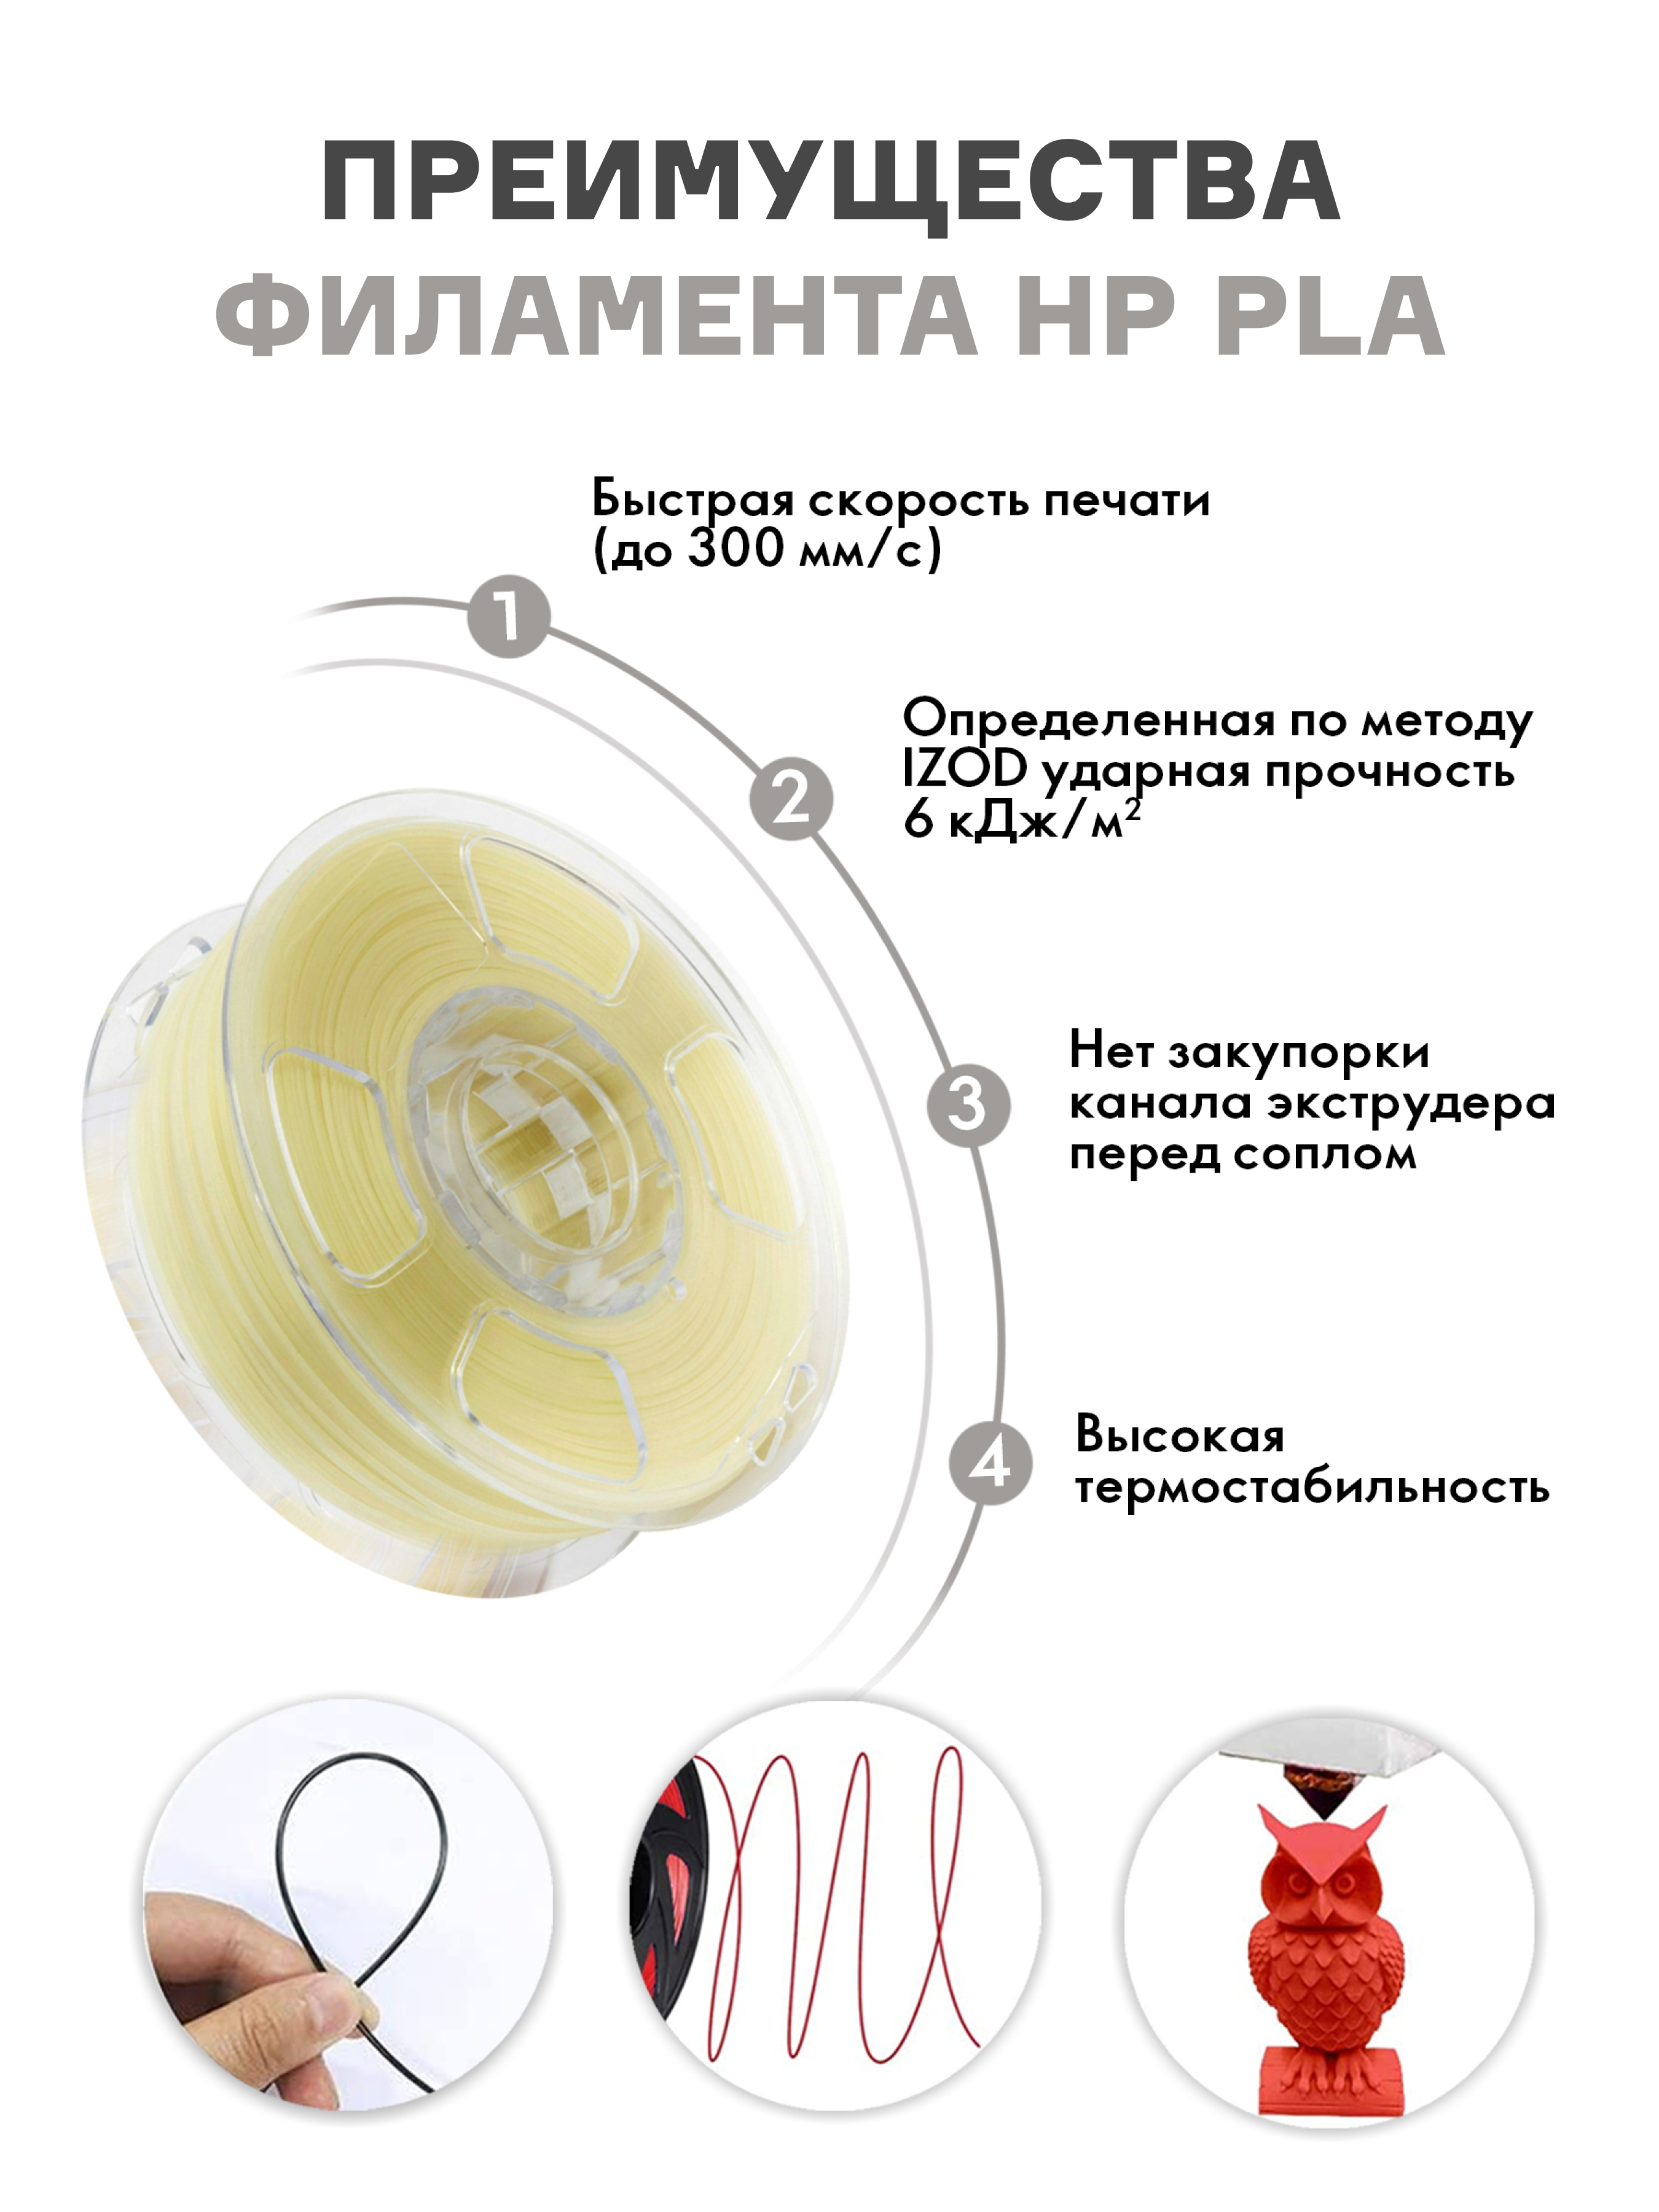 ПРЕИМУЩЕСТВА
ФИЛАМЕНТА HP PLA
Быстрая скорость печати
(до 300 мм/с)
1
Определенная по методу
IZOD ударная прочность
6 кДж/м²
2
Нет закупорки
канала экструдера
перед соплом
3
Высокая
термостабильность
4